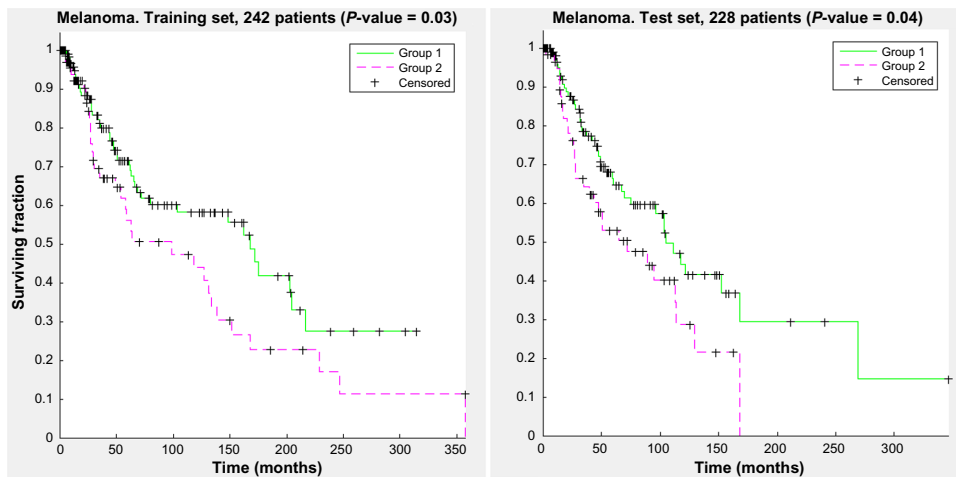 Melanoma. Training set, 242 patients (P-value = 0.03)
Group 1
Group 2
Censored
1
0.9
0.8
0.7
0.6
0.5
0.4
0.3
0.2
0.1
0
Surviving fraction
0 50 100 150 200 250 300 350
Time (months)
Melanoma. Test set, 228 patients (P-value = 0.04)
Group 1
Group 2
Censored
1
0.9
0.8
0.7
0.6
0.5
0.4
0.3
0.2
0.1
0
0 50 100 150 200 250 300
Time (months)